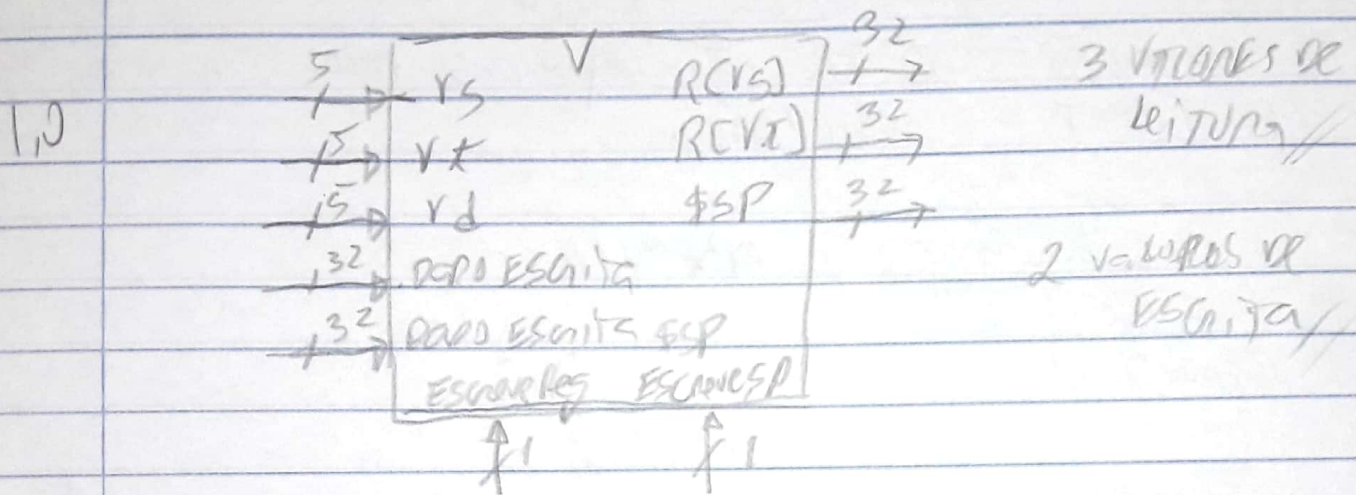 1,0
V
5 rs R(rs) 32
5 rt R(rt) 32
5 rd $SP 32
32 DADO ESCRITA
32 DADO ESCRITA $SP
EscreveReg EscreveSP
1 1
3 VALORES DE
LEITURA //
2 VALORES DE
ESCRITA //